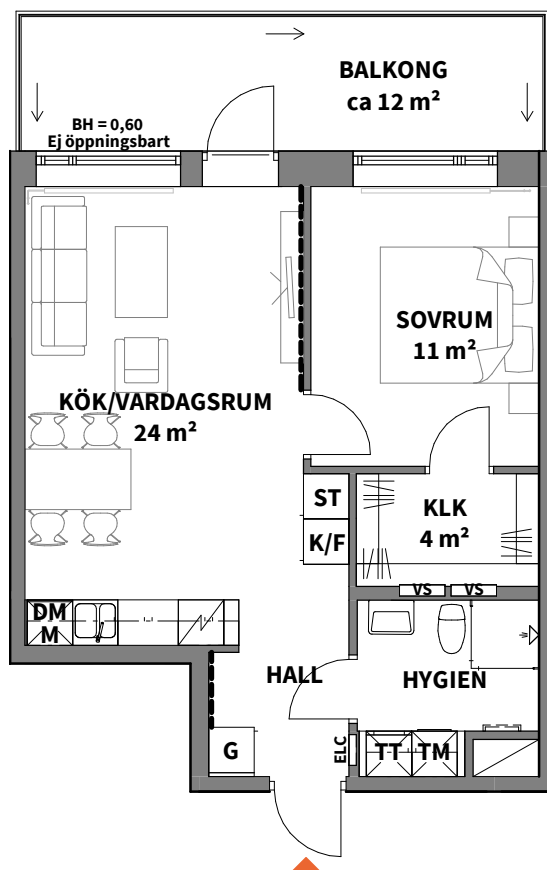 BALKONG
ca 12 m²
BH = 0,60
Ej öppningsbart
SOVRUM
11 m²
KÖK/VARDAGSRUM
24 m²
ST
K/F
KLK
4 m²
VS VS
DM
M
HALL
HYGIEN
G
ELC
TT TM